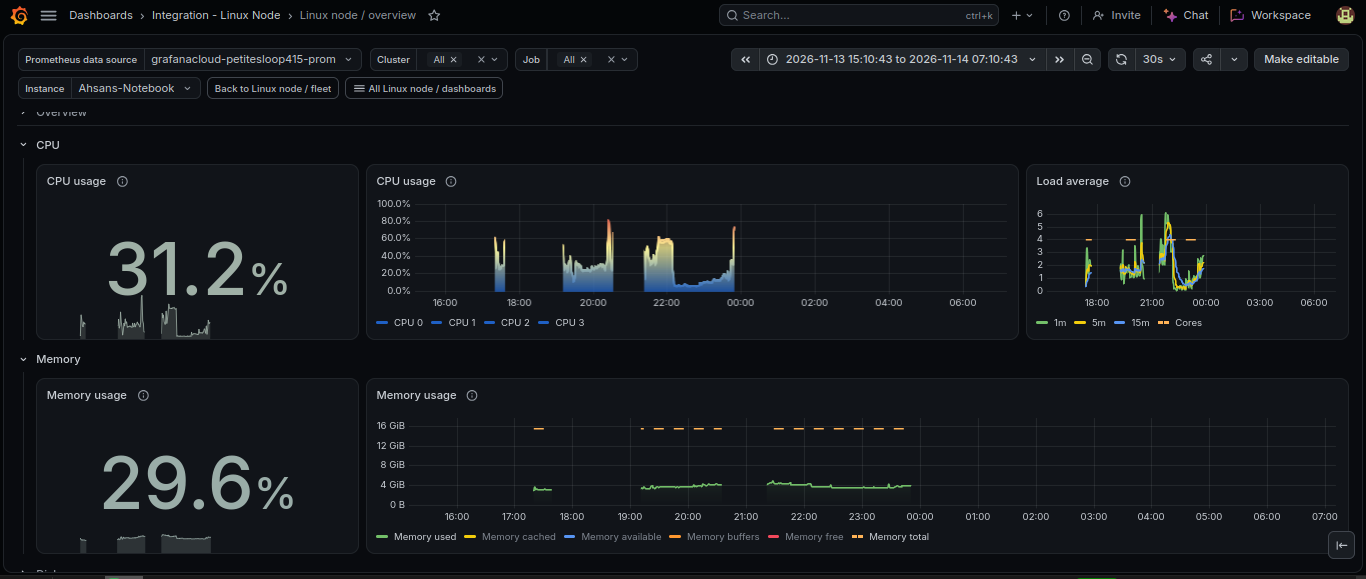 Dashboards › Integration - Linux Node › Linux node / overview
Search... ctrl+k
Invite
Chat
Workspace
Prometheus data source grafanacloud-petitesloop415-prom
Cluster All
Job All
2026-11-13 15:10:43 to 2026-11-14 07:10:43
30s
Make editable
Instance Ahsans-Notebook
Back to Linux node / fleet
All Linux node / dashboards
Overview
CPU
CPU usage
31.2%
CPU usage
100.0%
80.0%
60.0%
40.0%
20.0%
0.0%
16:00 18:00 20:00 22:00 00:00 02:00 04:00 06:00
CPU 0 CPU 1 CPU 2 CPU 3
Load average
6
5
4
3
2
1
0
18:00 21:00 00:00 03:00 06:00
1m 5m 15m Cores
Memory
Memory usage
29.6%
Memory usage
16 GiB
12 GiB
8 GiB
4 GiB
0 B
16:00 17:00 18:00 19:00 20:00 21:00 22:00 23:00 00:00 01:00 02:00 03:00 04:00 05:00 06:00 07:00
Memory used Memory cached Memory available Memory buffers Memory free Memory total